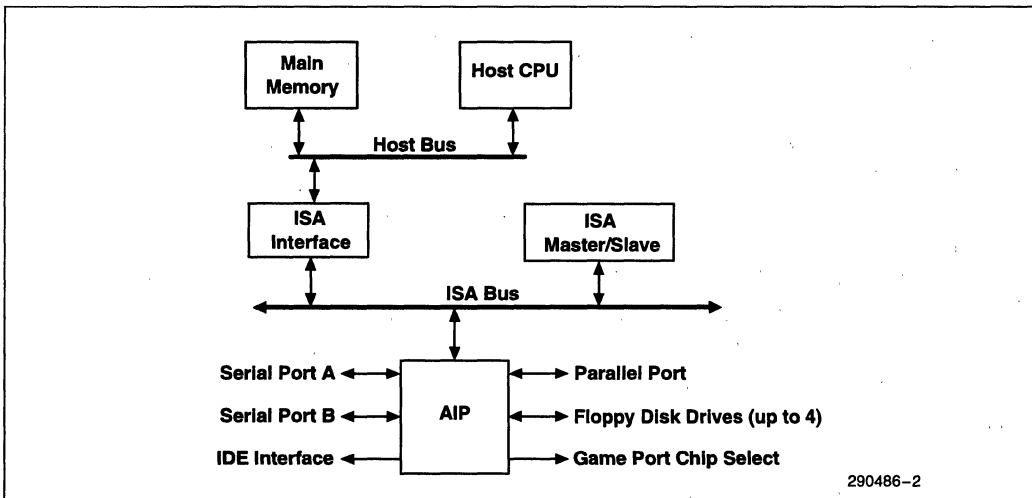 Main
Memory
Host CPU
Host Bus
ISA
Interface
ISA
Master/Slave
ISA Bus
Serial Port A
Parallel Port
Serial Port B
AIP
Floppy Disk Drives (up to 4)
IDE Interface
Game Port Chip Select
290486–2